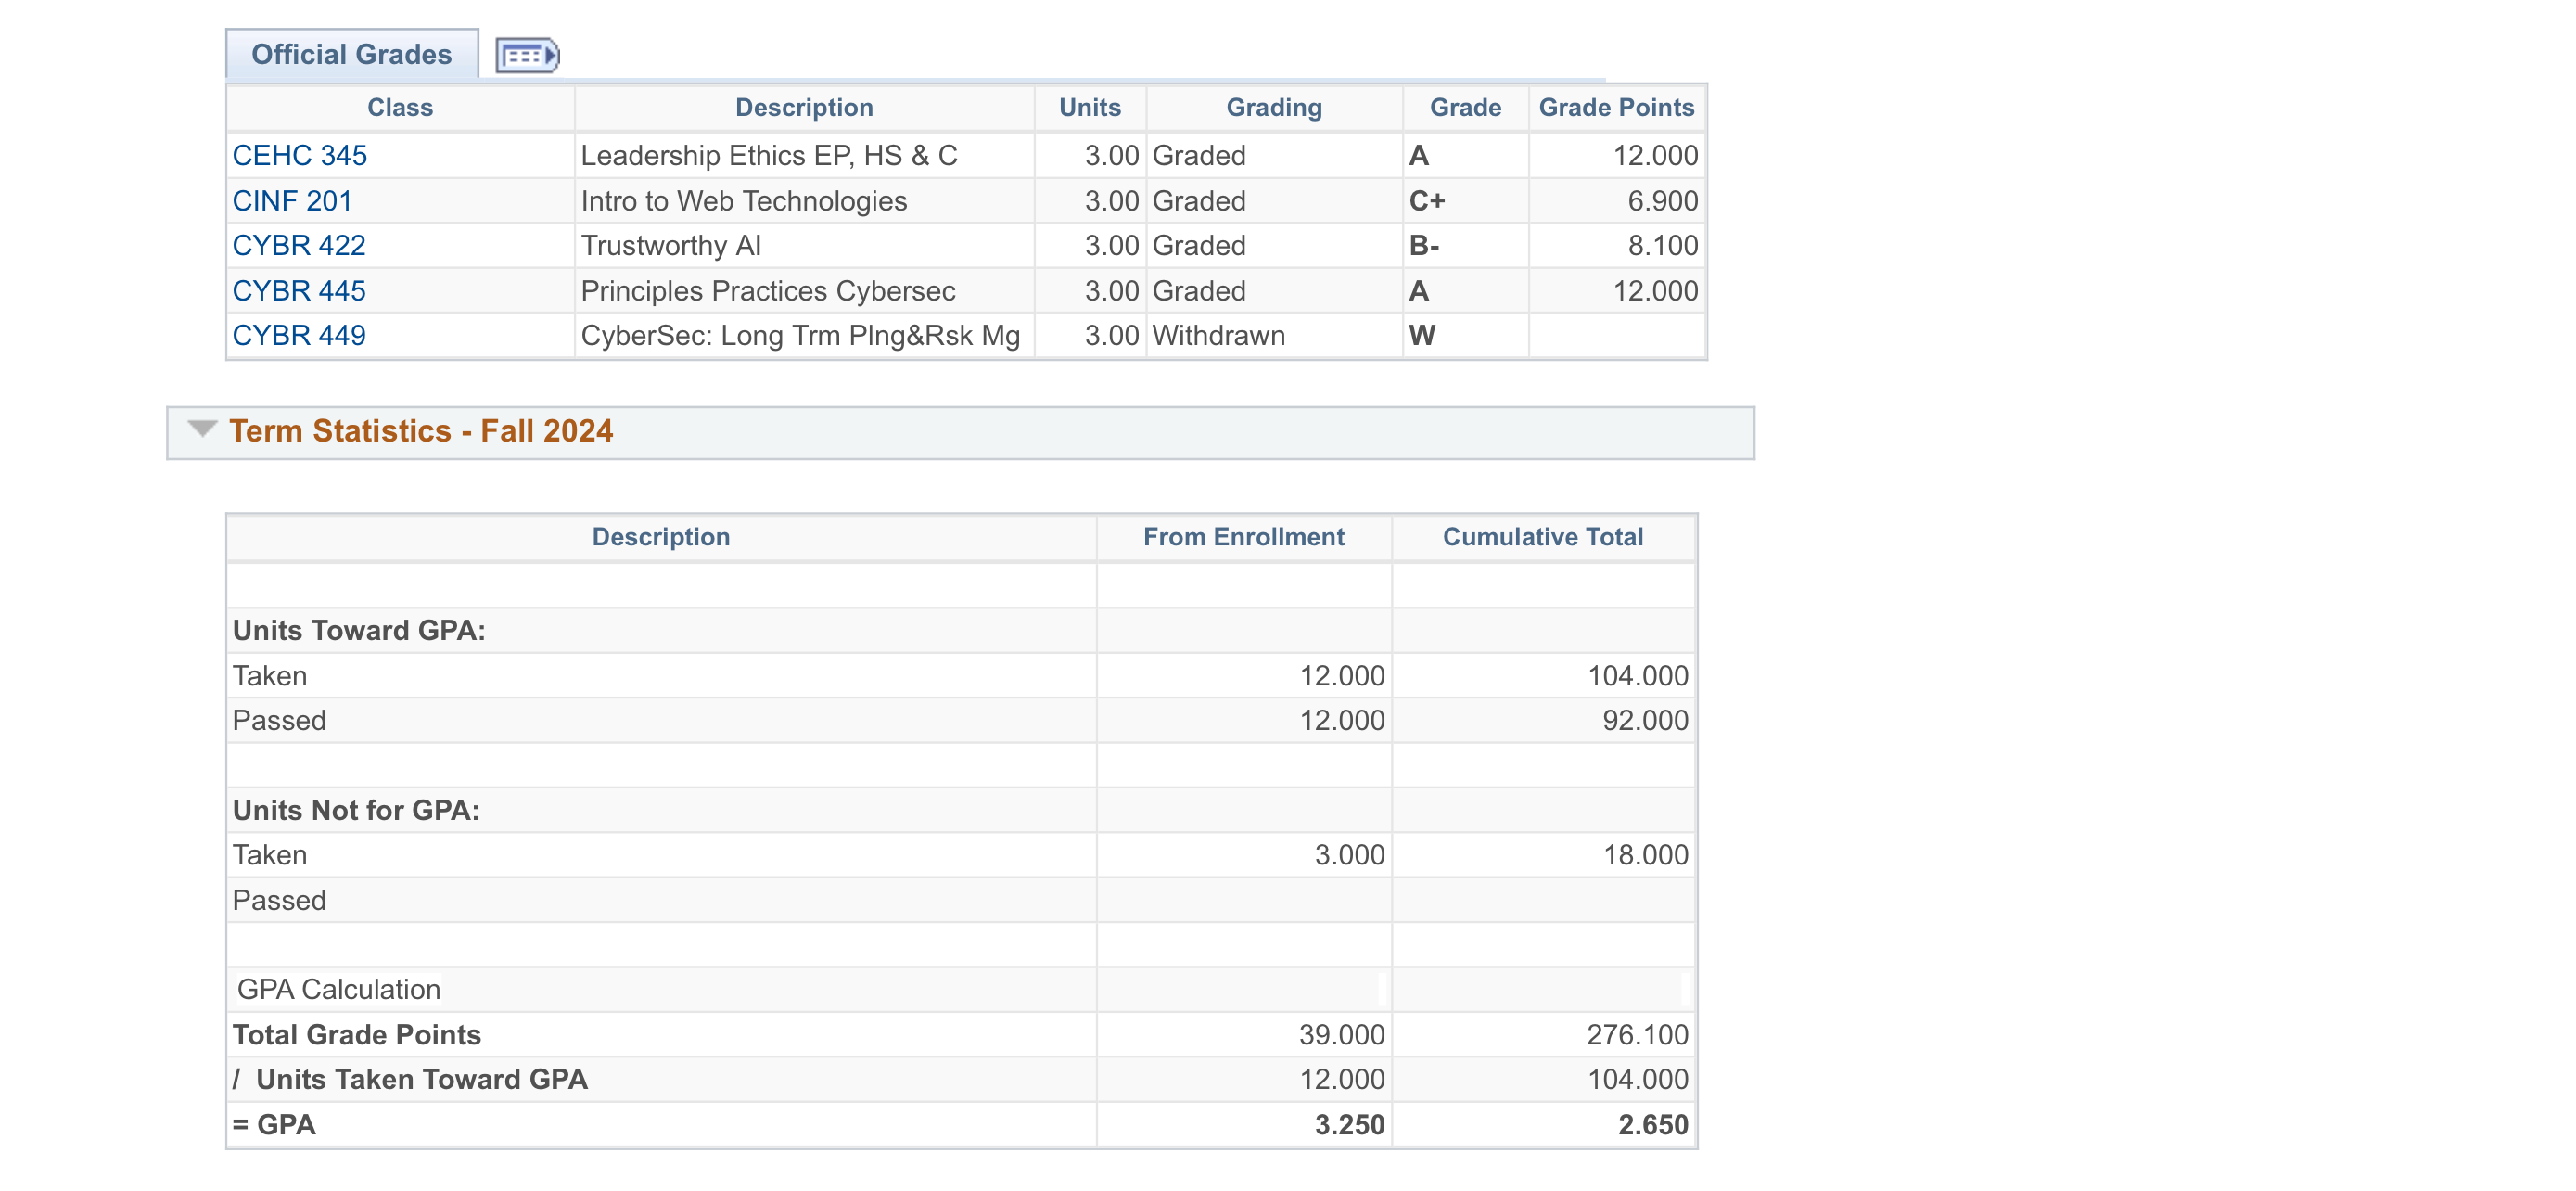 Official Grades
Class Description Units Grading Grade Grade Points
CEHC 345 Leadership Ethics EP, HS & C 3.00 Graded A 12.000
CINF 201 Intro to Web Technologies 3.00 Graded C+ 6.900
CYBR 422 Trustworthy AI 3.00 Graded B- 8.100
CYBR 445 Principles Practices Cybersec 3.00 Graded A 12.000
CYBR 449 CyberSec: Long Trm Plng&Rsk Mg 3.00 Withdrawn W
Term Statistics - Fall 2024
Description From Enrollment Cumulative Total
Units Toward GPA:
Taken 12.000 104.000
Passed 12.000 92.000
Units Not for GPA:
Taken 3.000 18.000
Passed
GPA Calculation
Total Grade Points 39.000 276.100
/ Units Taken Toward GPA 12.000 104.000
= GPA 3.250 2.650